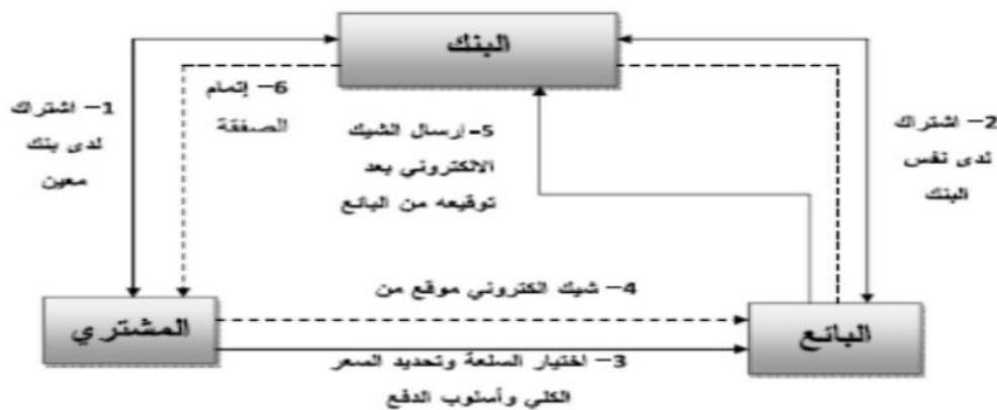 البنك
1– اشتراك
لدى بنك
معين
6– إتمام
الصفقة
5- إرسال الشيك
الالكتروني بعد
توقيعه من البائع
2– اشتراك
لدى نفس
البنك
4– شيك الكتروني موقع من
المشتري
البائع
3– اختيار السلعة وتحديد السعر
الكلي وأسلوب الدفع